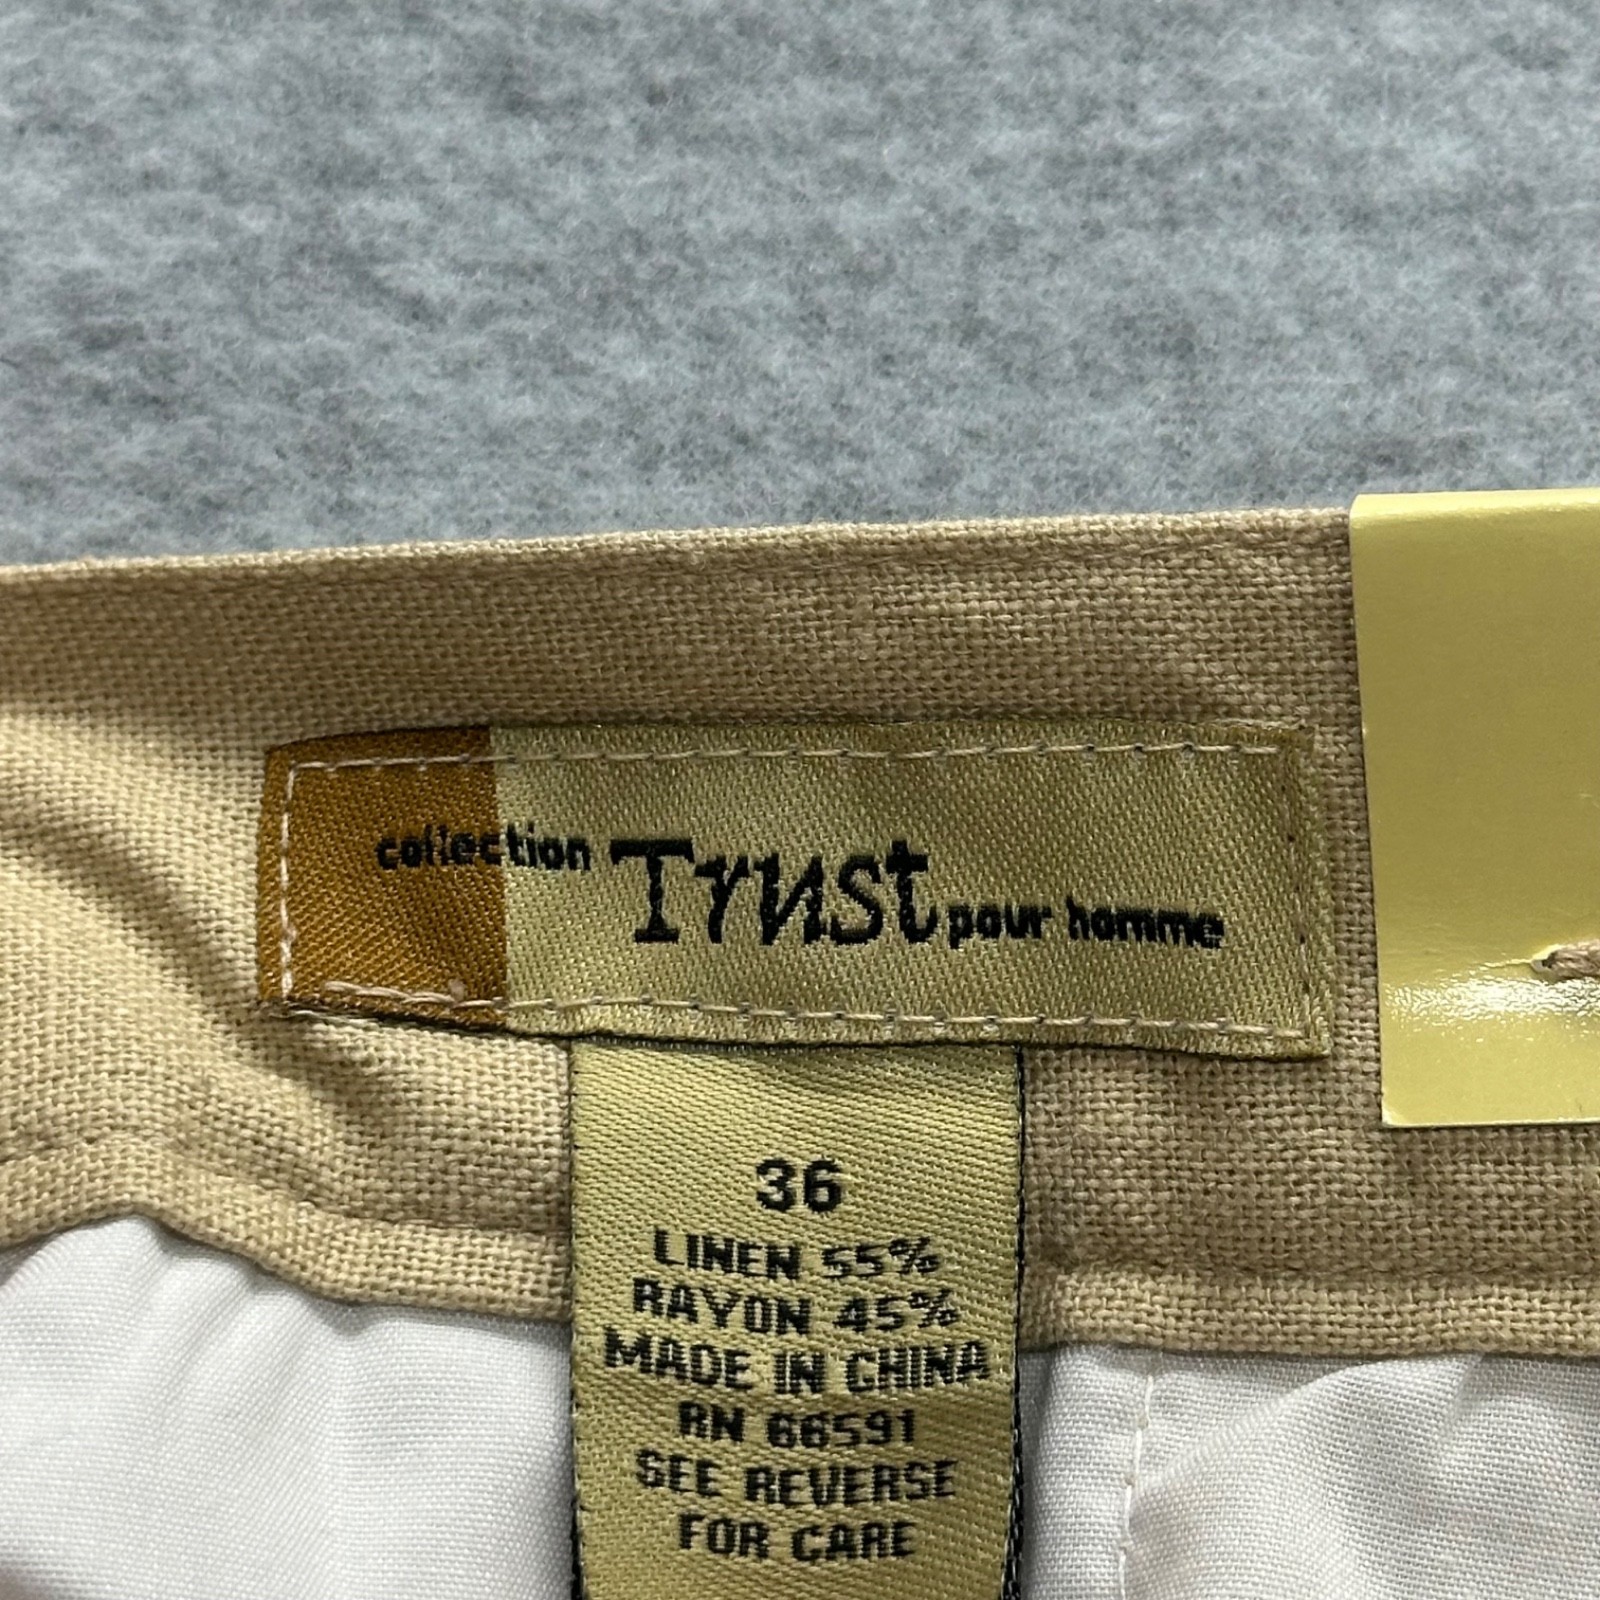 collection Trust pour homme
36
LINEN 55%
RAYON 45%
MADE IN CHINA
RN 66591
SEE REVERSE
FOR CARE